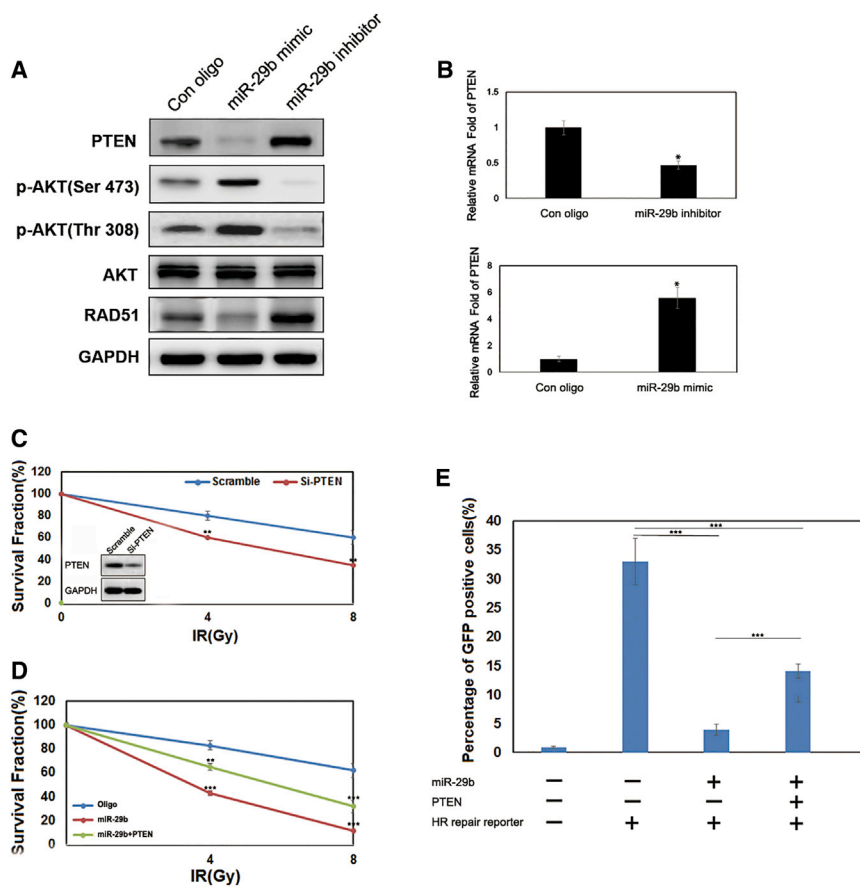 A
Con oligo
miR-29b mimic
miR-29b inhibitor
PTEN
p-AKT(Ser 473)
p-AKT(Thr 308)
AKT
RAD51
GAPDH
B
Relative mRNA Fold of PTEN
1.5
1
0.5
0
*
Con oligo
miR-29b inhibitor
Relative mRNA Fold of PTEN
8
6
4
2
0
*
Con oligo
miR-29b mimic
C
Survival Fraction(%)
120
100
80
60
40
20
0
Scramble
Si-PTEN
**
**
Scramble
Si-PTEN
PTEN
GAPDH
0
4
8
IR(Gy)
D
Survival Fraction(%)
120
100
80
60
40
20
0
**
***
***
***
Oligo
miR-29b
miR-29b+PTEN
4
8
IR(Gy)
E
Percentage of GFP positive cells(%)
40
35
30
25
20
15
10
5
0
***
***
***
miR-29b − − + +
PTEN − − − +
HR repair reporter − + + +